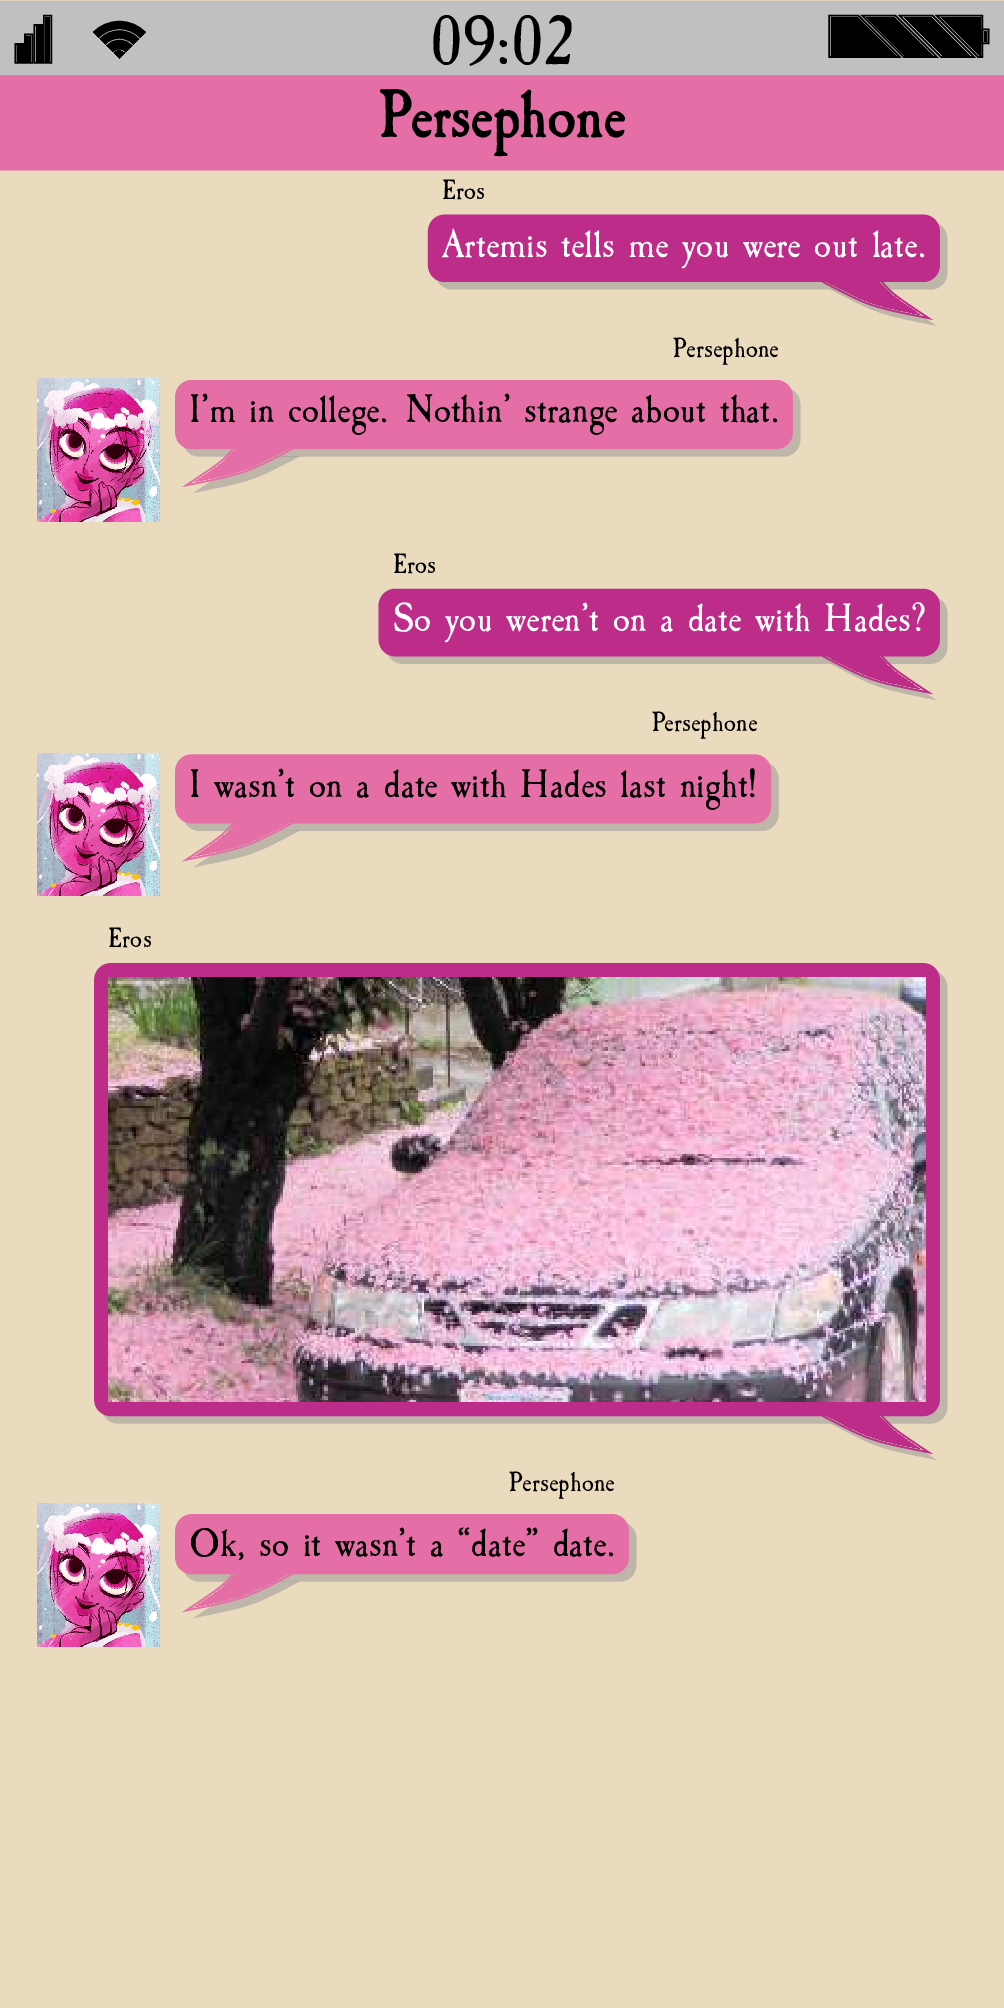 09:02
Persephone
Eros
Artemis tells me you were out late.
Persephone
I'm in college. Nothin' strange about that.
Eros
So you weren't on a date with Hades?
Persephone
I wasn't on a date with Hades last night!
Eros
Persephone
Ok, so it wasn't a “date” date.